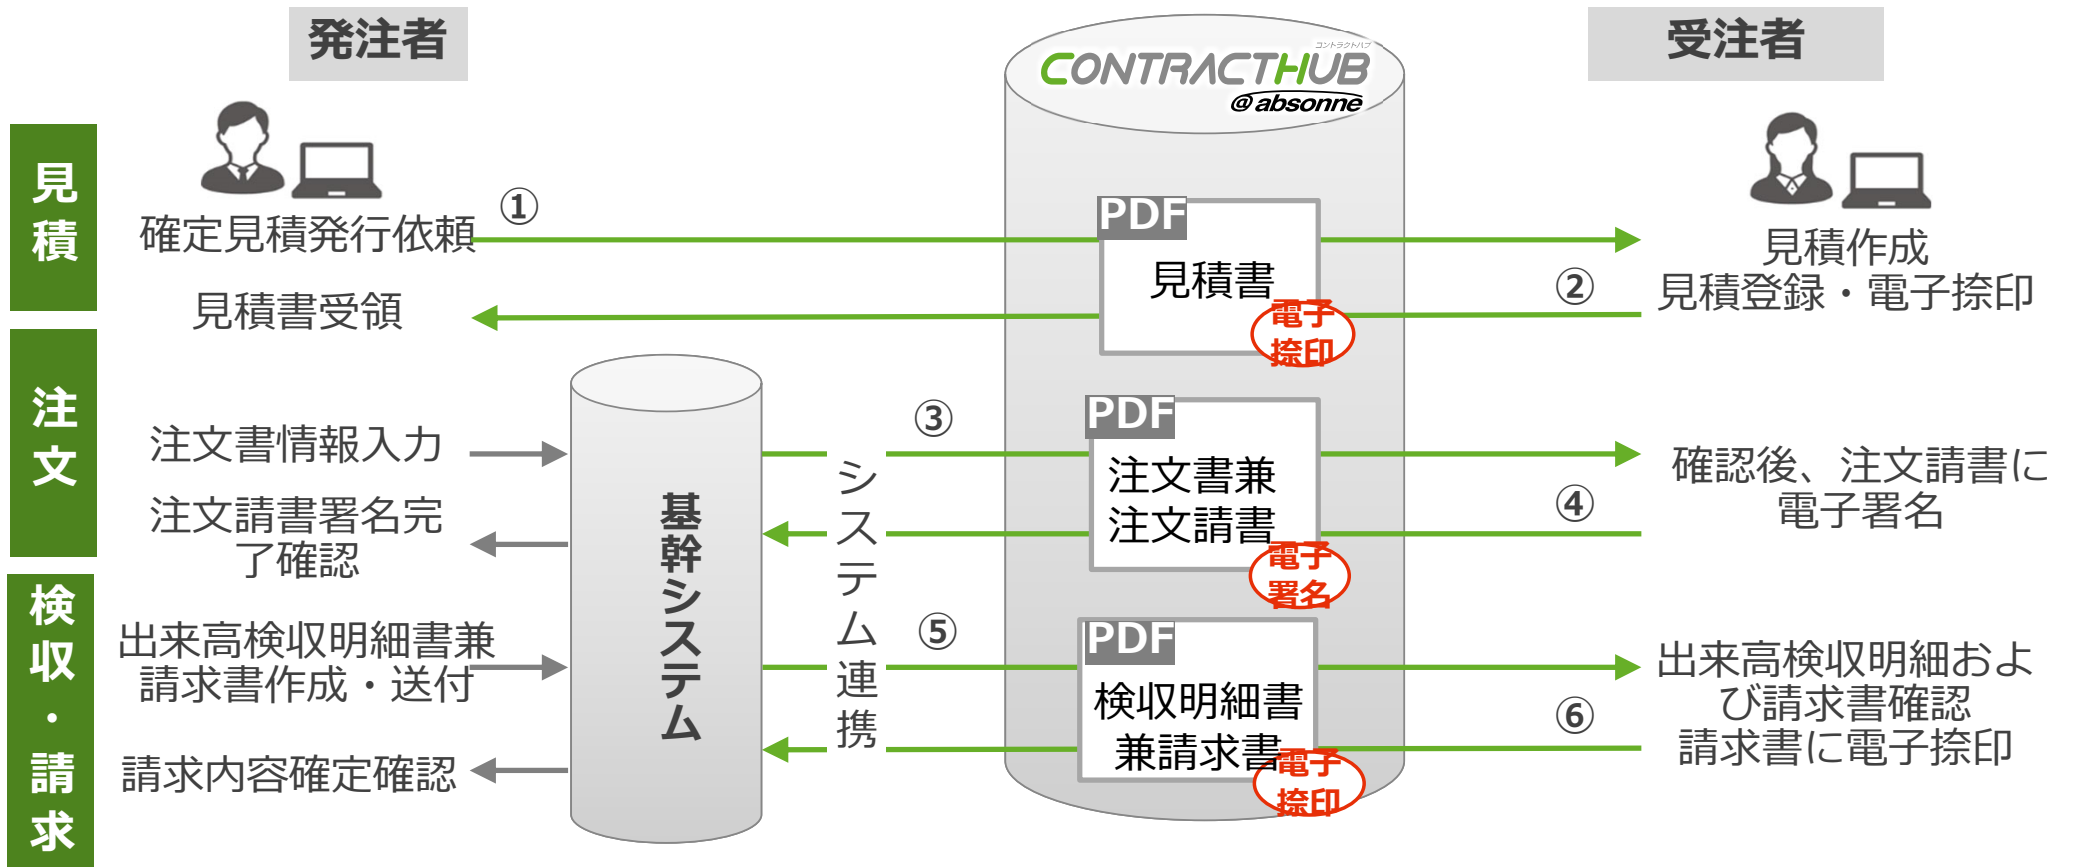 発注者
コントラクトハブ
CONTRACTHUB
@absonne
受注者
見積
確定見積発行依頼
①
PDF
見積書
電子
捺印
見積作成
②
見積登録・電子捺印
見積書受領
注文
注文書情報入力
③
PDF
注文書兼
注文請書
電子
署名
確認後、注文請書に
電子署名
④
注文請書署名完
了確認
基幹システム
システム連携
検収・請求
出来高検収明細書兼
請求書作成・送付
⑤
PDF
検収明細書
兼請求書
電子
捺印
出来高検収明細およ
び請求書確認
請求書に電子捺印
⑥
請求内容確定確認